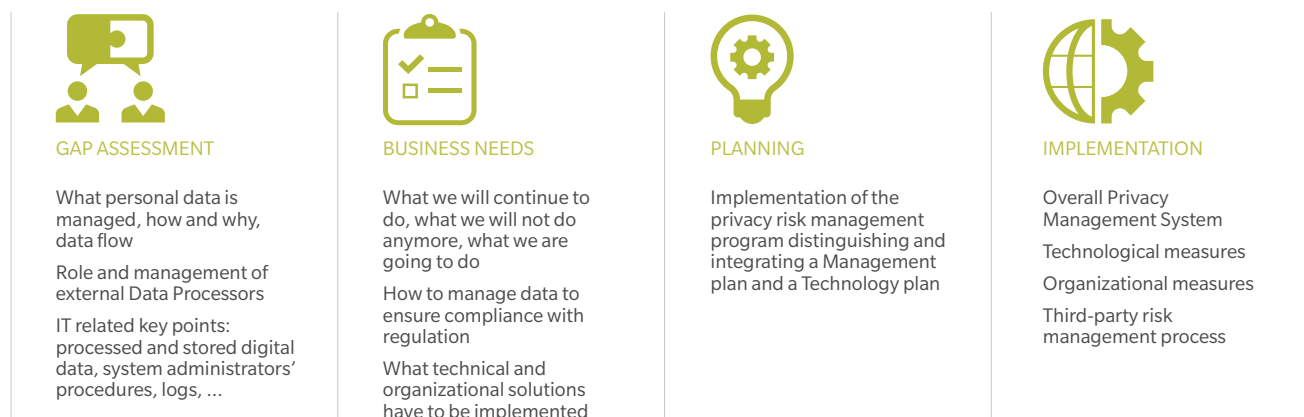 GAP ASSESSMENT
What personal data is
managed, how and why,
data flow
Role and management of
external Data Processors
IT related key points:
processed and stored digital
data, system administrators’
procedures, logs, ...
BUSINESS NEEDS
What we will continue to
do, what we will not do
anymore, what we are
going to do
How to manage data to
ensure compliance with
regulation
What technical and
organizational solutions
have to be implemented
PLANNING
Implementation of the
privacy risk management
program distinguishing and
integrating a Management
plan and a Technology plan
IMPLEMENTATION
Overall Privacy
Management System
Technological measures
Organizational measures
Third-party risk
management process